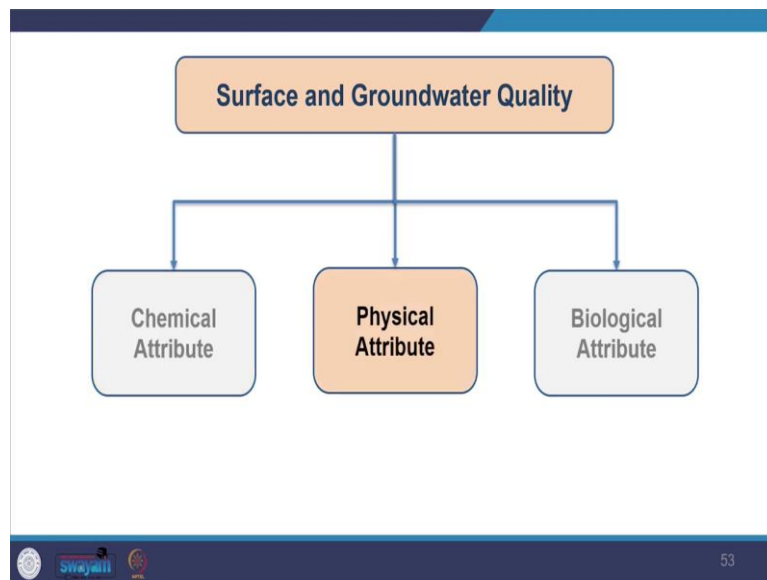 Surface and Groundwater Quality
Chemical
Attribute
Physical
Attribute
Biological
Attribute
swayam
53